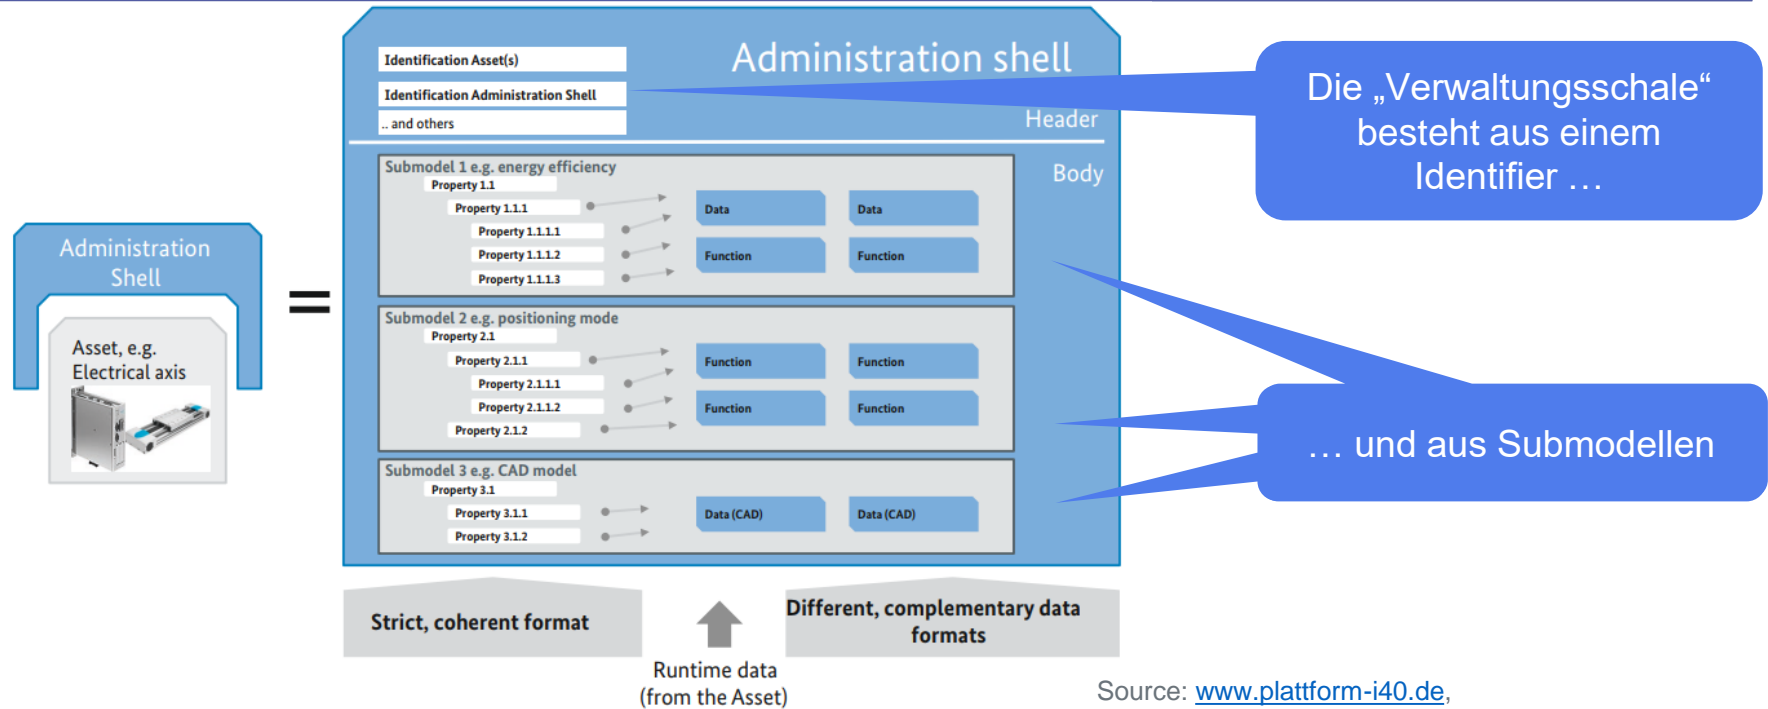 Administration
Shell
Asset, e.g.
Electrical axis
=
Administration shell
Identification Asset(s)
Identification Administration Shell
.. and others
Header
Body
Submodel 1 e.g. energy efficiency
Property 1.1
Property 1.1.1
Property 1.1.1.1
Property 1.1.1.2
Property 1.1.1.3
Data
Data
Function
Function
Submodel 2 e.g. positioning mode
Property 2.1
Property 2.1.1
Property 2.1.1.1
Property 2.1.1.2
Property 2.1.2
Function
Function
Function
Function
Submodel 3 e.g. CAD model
Property 3.1
Property 3.1.1
Property 3.1.2
Data (CAD)
Data (CAD)
Strict, coherent format
Runtime data
(from the Asset)
Different, complementary data
formats
Die „Verwaltungsschale“
besteht aus einem
Identifier …
… und aus Submodellen
Source: www.plattform-i40.de,